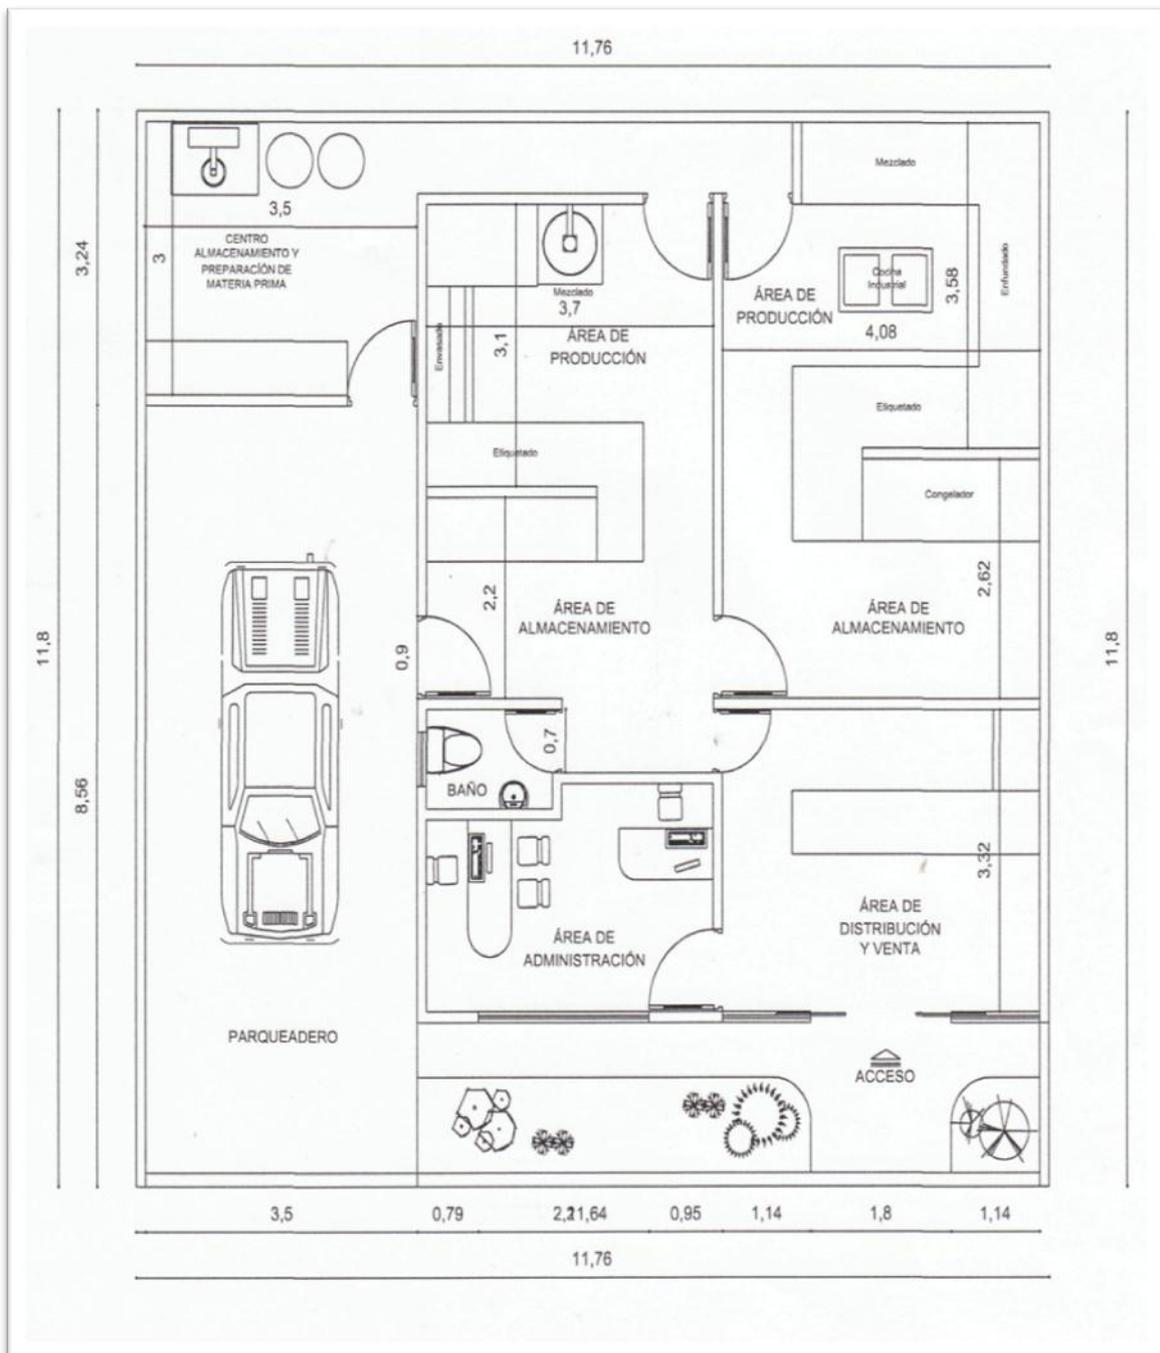 11,76
3,24
3,5
3
CENTRO
ALMACENAMIENTO Y
PREPARACÍON DE
MATERIA PRIMA
Mezclado
3,7
3,1
Envasado
ÁREA DE
PRODUCCIÓN
Etiquetado
Mezclado
Enfundado
3,58
Cocina
Industrial
ÁREA DE
PRODUCCIÓN
4,08
Etiquetado
Congelador
2,2
ÁREA DE
ALMACENAMIENTO
2,62
ÁREA DE
ALMACENAMIENTO
11,8
11,8
0,9
0,7
BAÑO
8,56
3,32
ÁREA DE
DISTRIBUCIÓN
Y VENTA
ÁREA DE
ADMINISTRACIÓN
PARQUEADERO
ACCESO
3,5
0,79
1,64
0,95
1,14
1,8
1,14
11,76